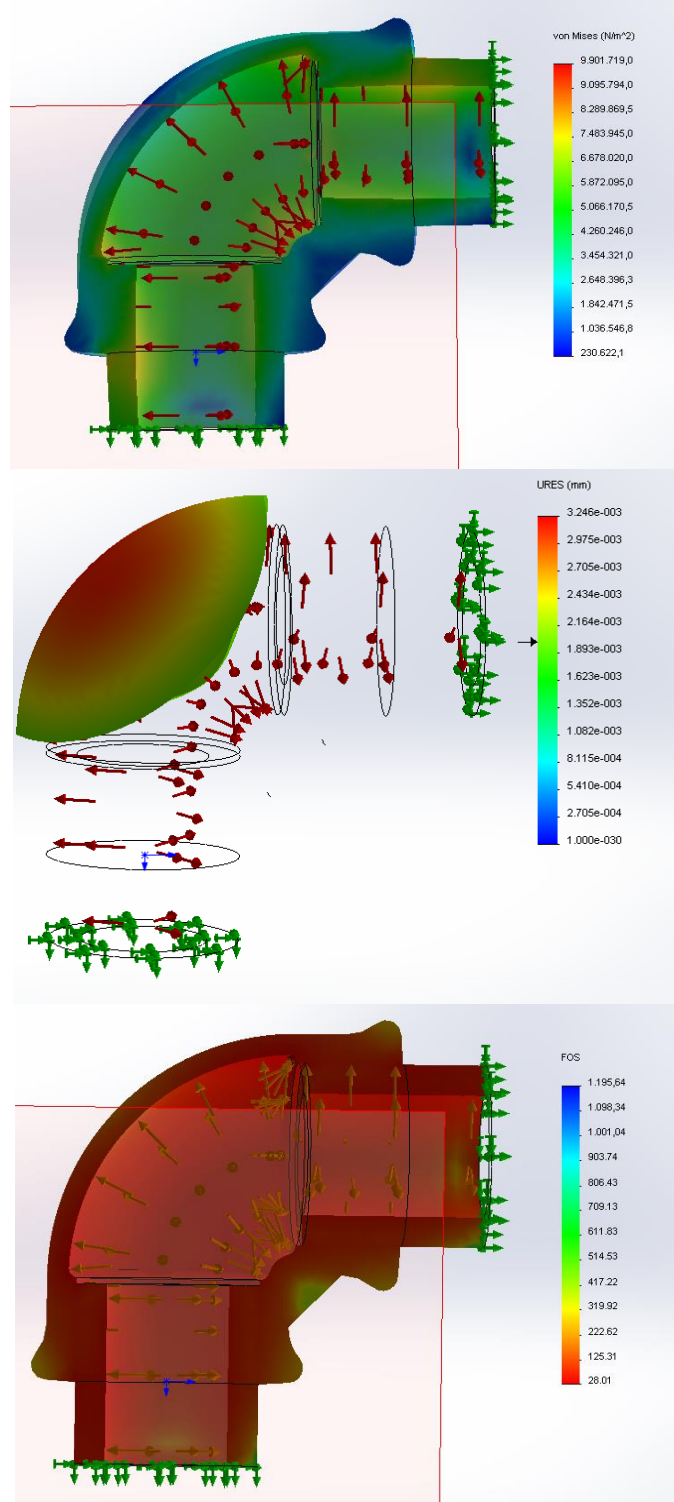 von Mises (N/m^2)
9.901.719,0
9.095.794,0
8.289.869,5
7.483.945,0
6.678.020,0
5.872.095,0
5.066.170,5
4.260.246,0
3.454.321,0
2.648.396,3
1.842.471,5
1.036.546,8
230.622,1
URES (mm)
3.246e-003
2.975e-003
2.705e-003
2.434e-003
2.164e-003
1.893e-003
1.623e-003
1.352e-003
1.082e-003
8.115e-004
5.410e-004
2.705e-004
1.000e-030
FOS
1.195,64
1.098,34
1.001,04
903.74
806.43
709.13
611.83
514.53
417.22
319.92
222.62
125.31
28.01